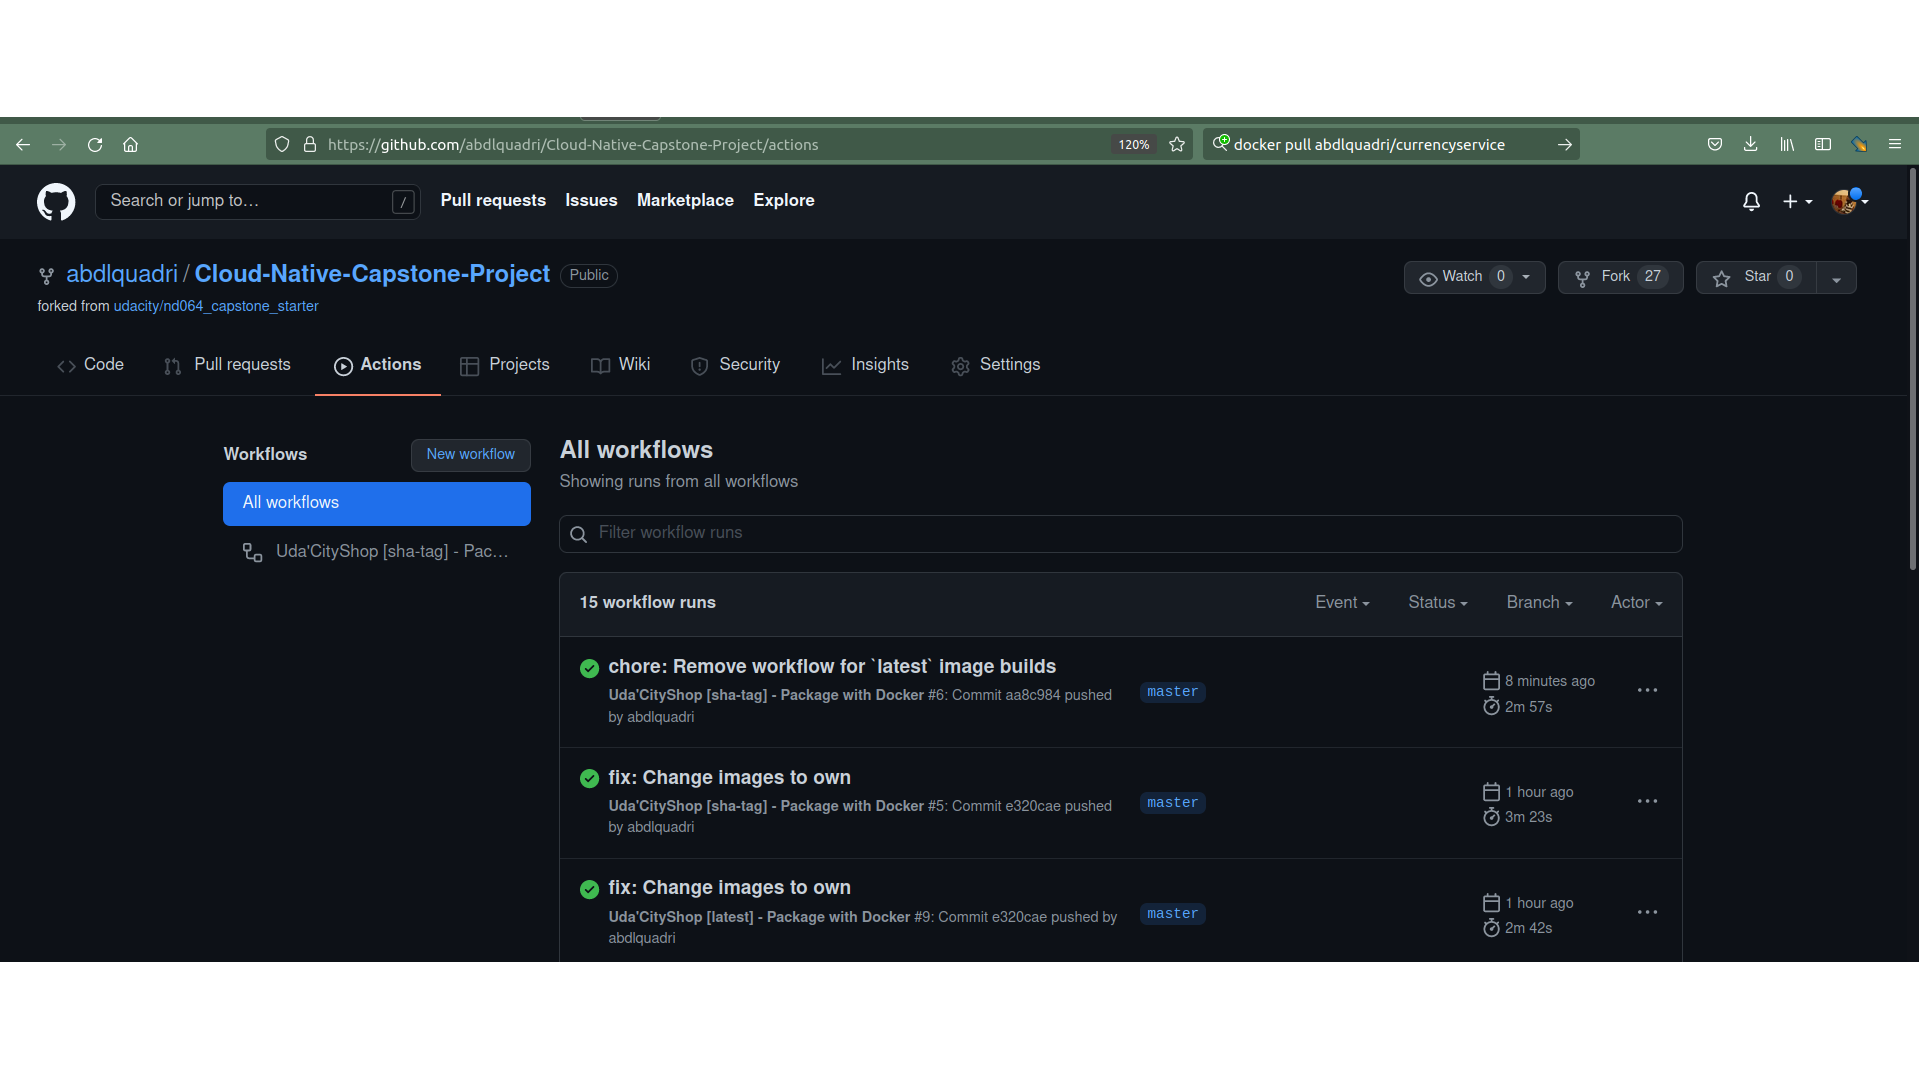 https://github.com/abdlquadri/Cloud-Native-Capstone-Project/actions 120% docker pull abdlquadri/currencyservice
Search or jump to… / Pull requests Issues Marketplace Explore
abdlquadri / Cloud-Native-Capstone-Project Public Watch 0 Fork 27 Star 0
forked from udacity/nd064_capstone_starter
Code Pull requests Actions Projects Wiki Security Insights Settings
Workflows New workflow
All workflows
Uda'CityShop [sha-tag] - Pac…
All workflows
Showing runs from all workflows
Filter workflow runs
15 workflow runs Event Status Branch Actor
chore: Remove workflow for `latest` image builds
Uda'CityShop [sha-tag] - Package with Docker #6: Commit aa8c984 pushed
by abdlquadri
master
8 minutes ago
2m 57s
fix: Change images to own
Uda'CityShop [sha-tag] - Package with Docker #5: Commit e320cae pushed
by abdlquadri
master
1 hour ago
3m 23s
fix: Change images to own
Uda'CityShop [latest] - Package with Docker #9: Commit e320cae pushed by
abdlquadri
master
1 hour ago
2m 42s